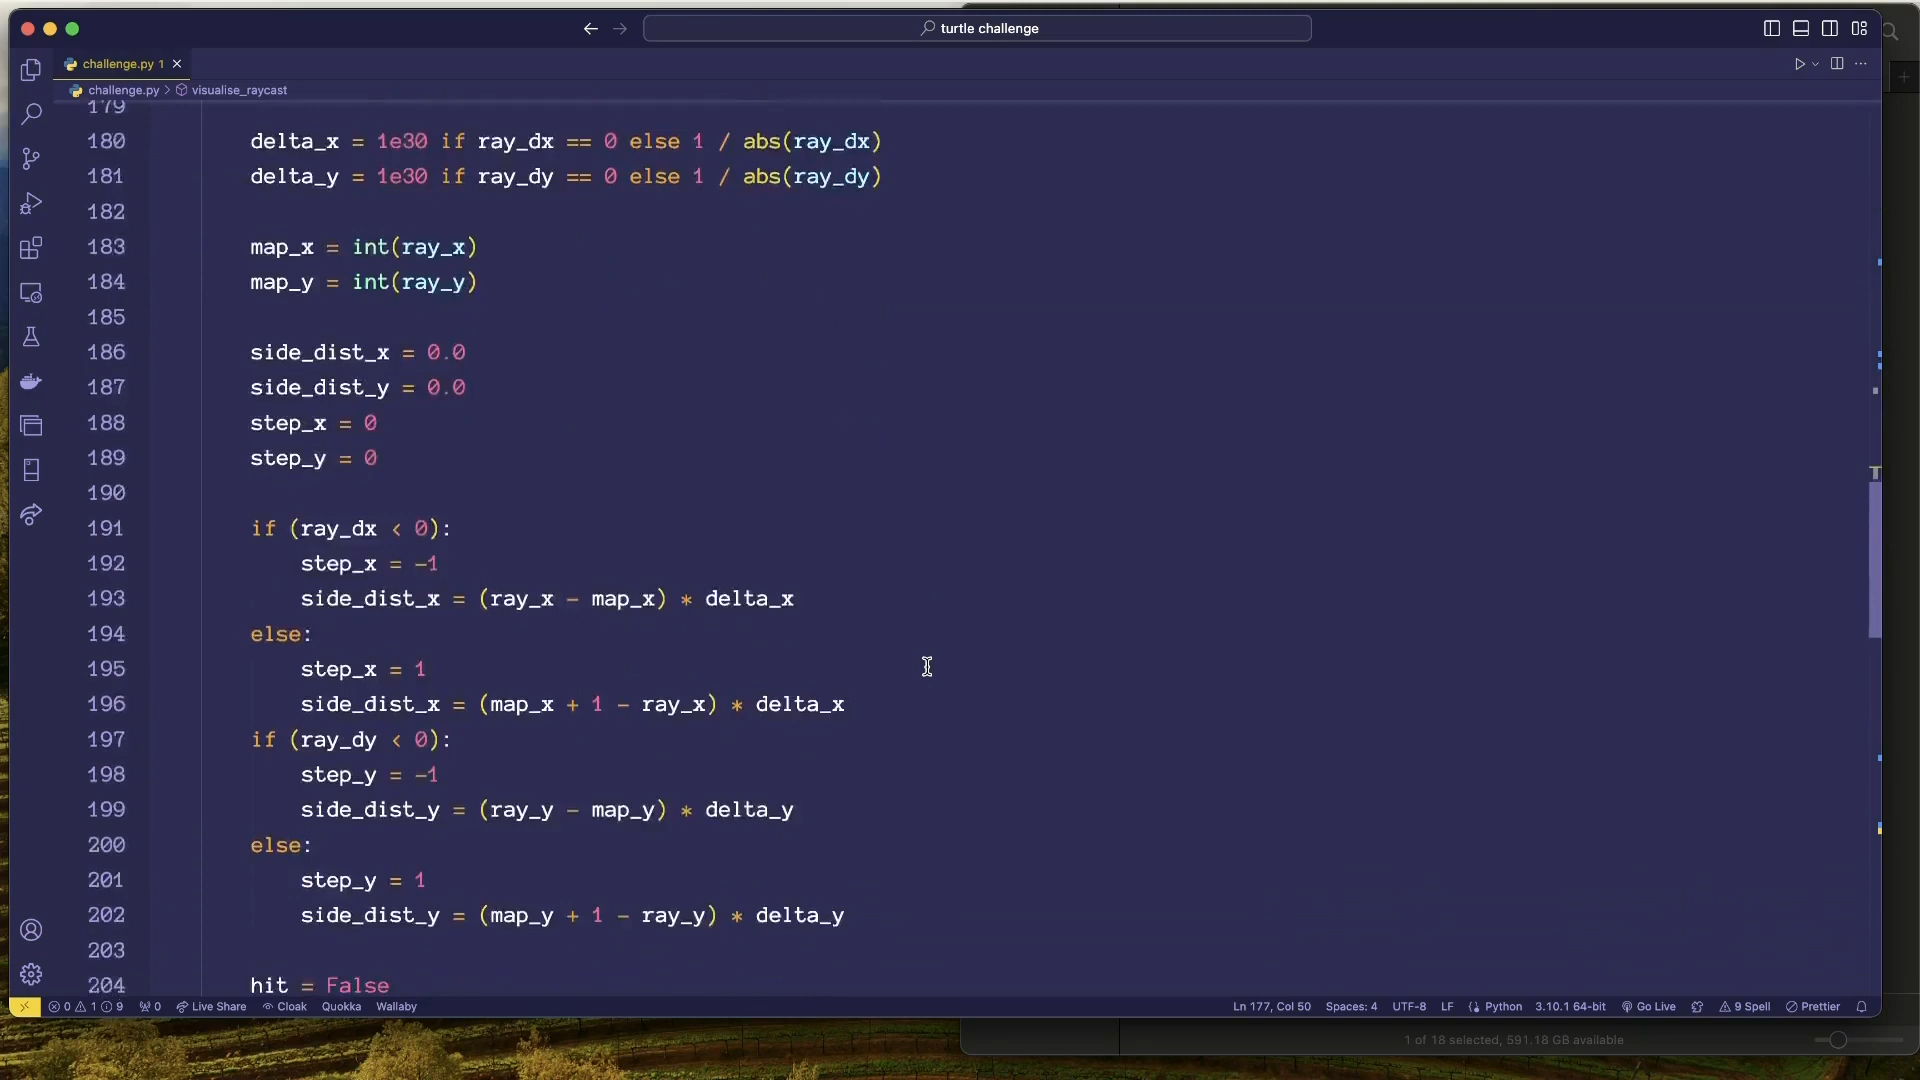 turtle challenge
challenge.py 1
challenge.py > visualise_raycast
179
180 delta_x = 1e30 if ray_dx == 0 else 1 / abs(ray_dx)
181 delta_y = 1e30 if ray_dy == 0 else 1 / abs(ray_dy)
182
183 map_x = int(ray_x)
184 map_y = int(ray_y)
185
186 side_dist_x = 0.0
187 side_dist_y = 0.0
188 step_x = 0
189 step_y = 0
190
191 if (ray_dx < 0):
192 step_x = -1
193 side_dist_x = (ray_x - map_x) * delta_x
194 else:
195 step_x = 1
196 side_dist_x = (map_x + 1 - ray_x) * delta_x
197 if (ray_dy < 0):
198 step_y = -1
199 side_dist_y = (ray_y - map_y) * delta_y
200 else:
201 step_y = 1
202 side_dist_y = (map_y + 1 - ray_y) * delta_y
203
204 hit = False
0 1 9 0 Live Share Cloak Quokka Wallaby Ln 177, Col 50 Spaces: 4 UTF-8 LF Python 3.10.1 64-bit Go Live 9 Spell Prettier
1 of 18 selected, 591.18 GB available